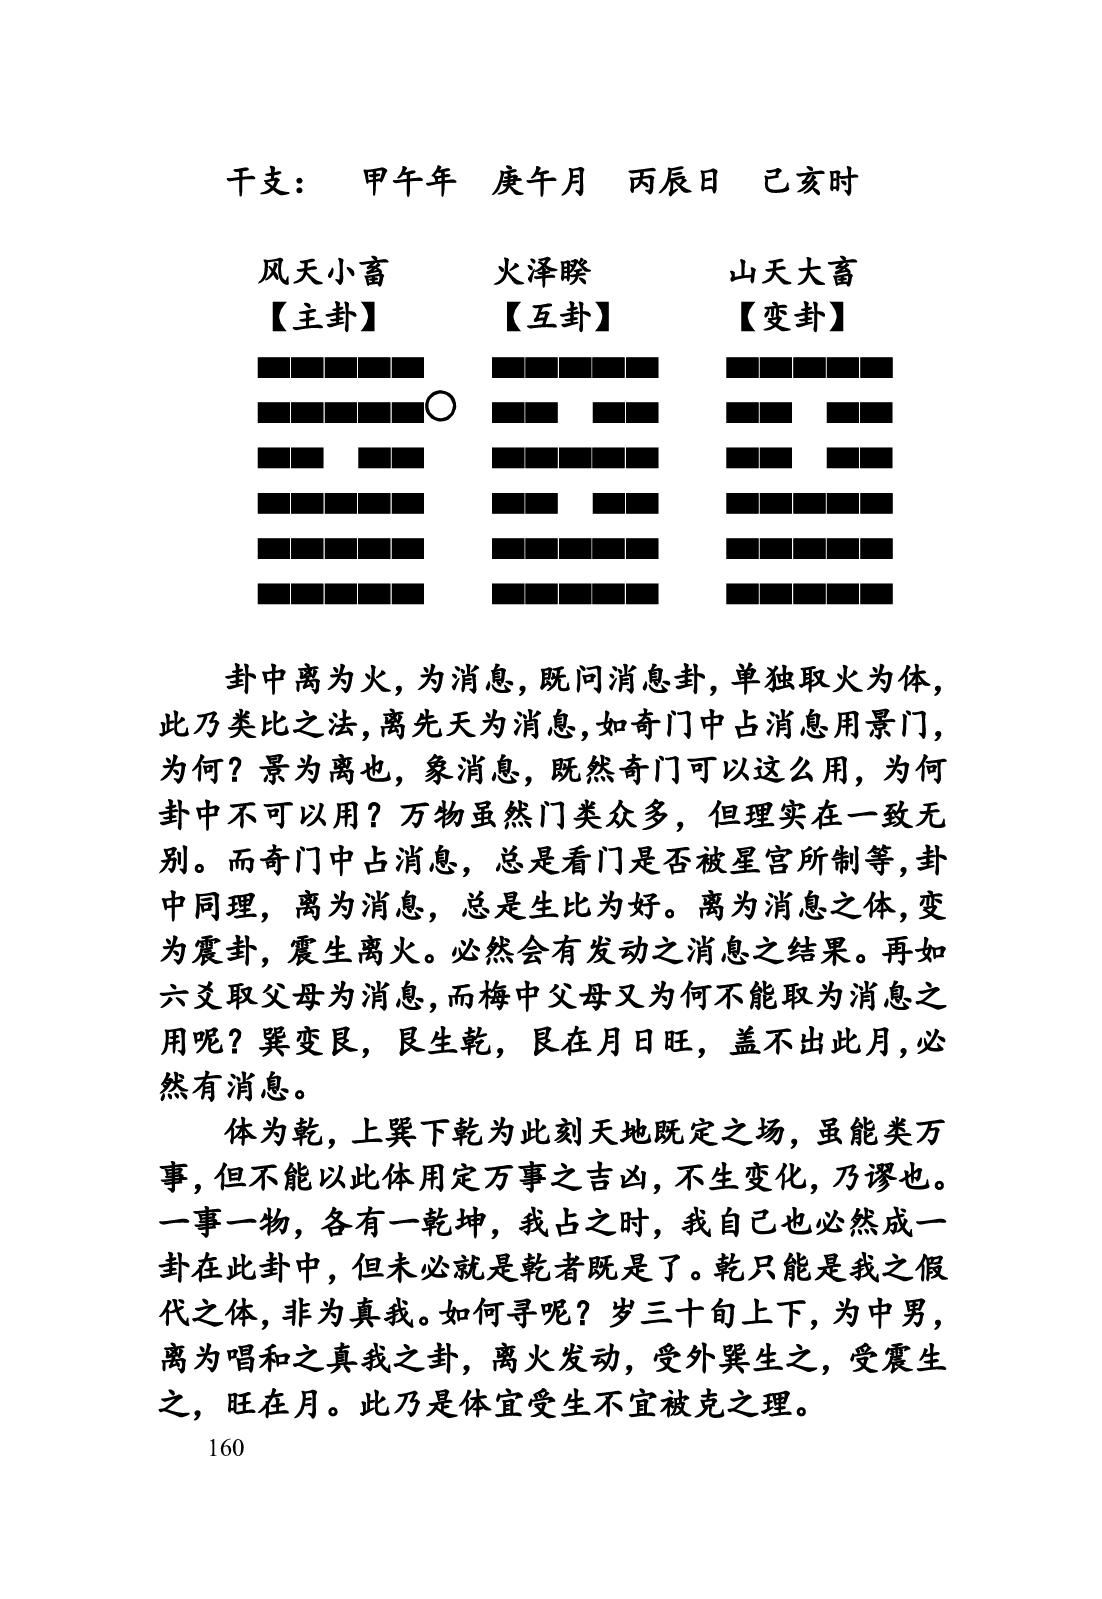 干支： 甲午年 庚午月 丙辰日 己亥时
风天小畜 火泽睽 山天大畜
【主卦】 【互卦】 【变卦】
卦中离为火，为消息，既问消息卦，单独取火为体，
此乃类比之法，离先天为消息，如奇门中占消息用景门，
为何？景为离也，象消息，既然奇门可以这么用，为何
卦中不可以用？万物虽然门类众多，但理实在一致无
别。而奇门中占消息，总是看门是否被星宫所制等，卦
中同理，离为消息，总是生比为好。离为消息之体，变
为震卦，震生离火。必然会有发动之消息之结果。再如
六爻取父母为消息，而梅中父母又为何不能取为消息之
用呢？巽变艮，艮生乾，艮在月日旺，盖不出此月，必
然有消息。
体为乾，上巽下乾为此刻天地既定之场，虽能类万
事，但不能以此体用定万事之吉凶，不生变化，乃谬也。
一事一物，各有一乾坤，我占之时，我自己也必然成一
卦在此卦中，但未必就是乾者既是了。乾只能是我之假
代之体，非为真我。如何寻呢？岁三十旬上下，为中男，
离为唱和之真我之卦，离火发动，受外巽生之，受震生
之，旺在月。此乃是体宜受生不宜被克之理。
160